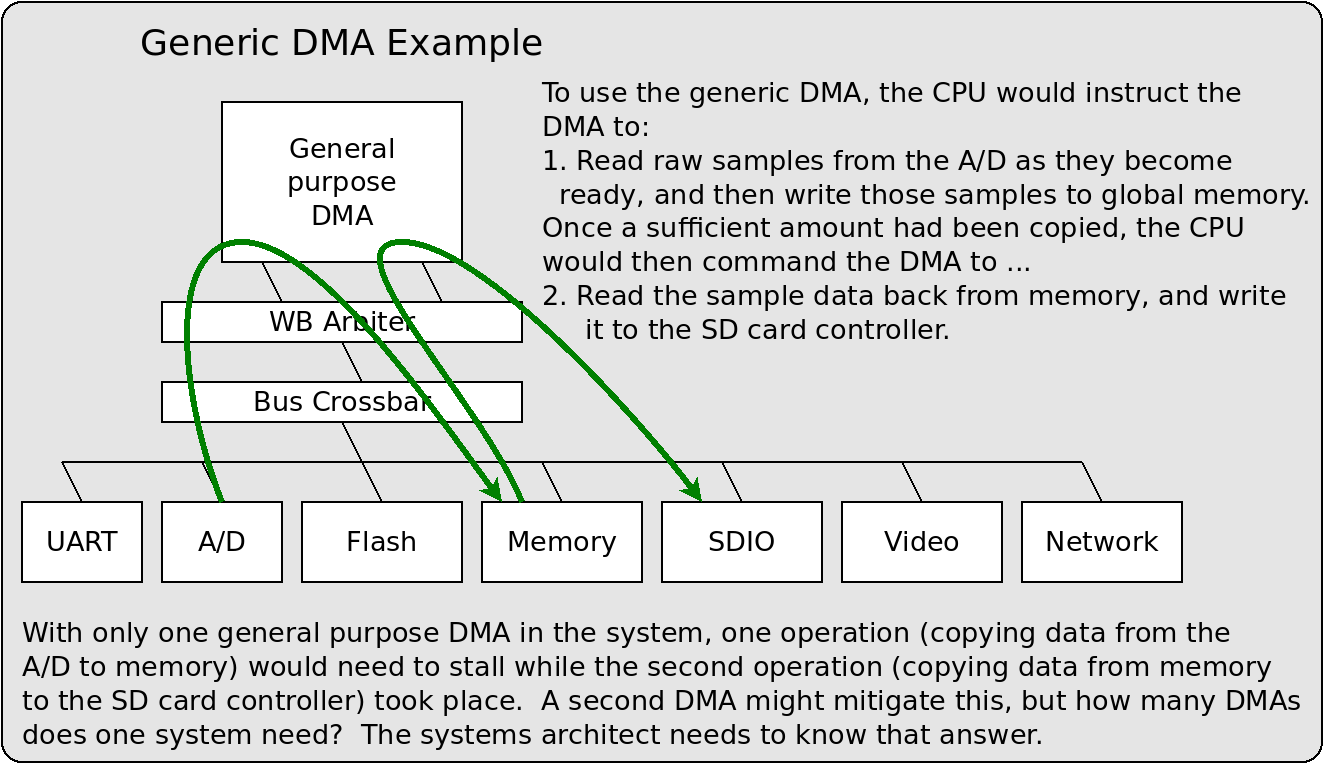 Generic DMA Example
To use the generic DMA, the CPU would instruct the
DMA to:
1. Read raw samples from the A/D as they become
ready, and then write those samples to global memory.
Once a sufficient amount had been copied, the CPU
would then command the DMA to ...
2. Read the sample data back from memory, and write
it to the SD card controller.
General
purpose
DMA
WB Arbiter
Bus Crossbar
UART
A/D
Flash
Memory
SDIO
Video
Network
With only one general purpose DMA in the system, one operation (copying data from the
A/D to memory) would need to stall while the second operation (copying data from memory
to the SD card controller) took place.  A second DMA might mitigate this, but how many DMAs
does one system need?  The systems architect needs to know that answer.